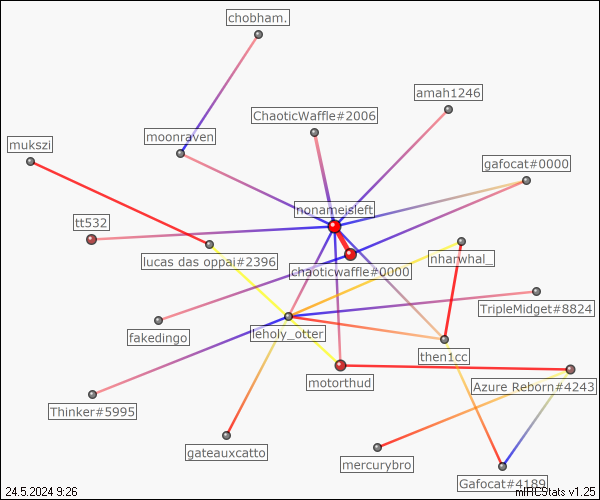 chobham.
amah1246
ChaoticWaffle#2006
moonraven
mukszi
gafocat#0000
nonameisleft
tt532
lucas das oppai#2396
nharwhal_
chaoticwaffle#0000
TripleMidget#8824
fakedingo
leholy_otter
then1cc
motorthud
Azure Reborn#4243
Thinker#5995
gateauxcatto
mercurybro
Gafocat#4189
24.5.2024 9:26
mIRCStats v1.25